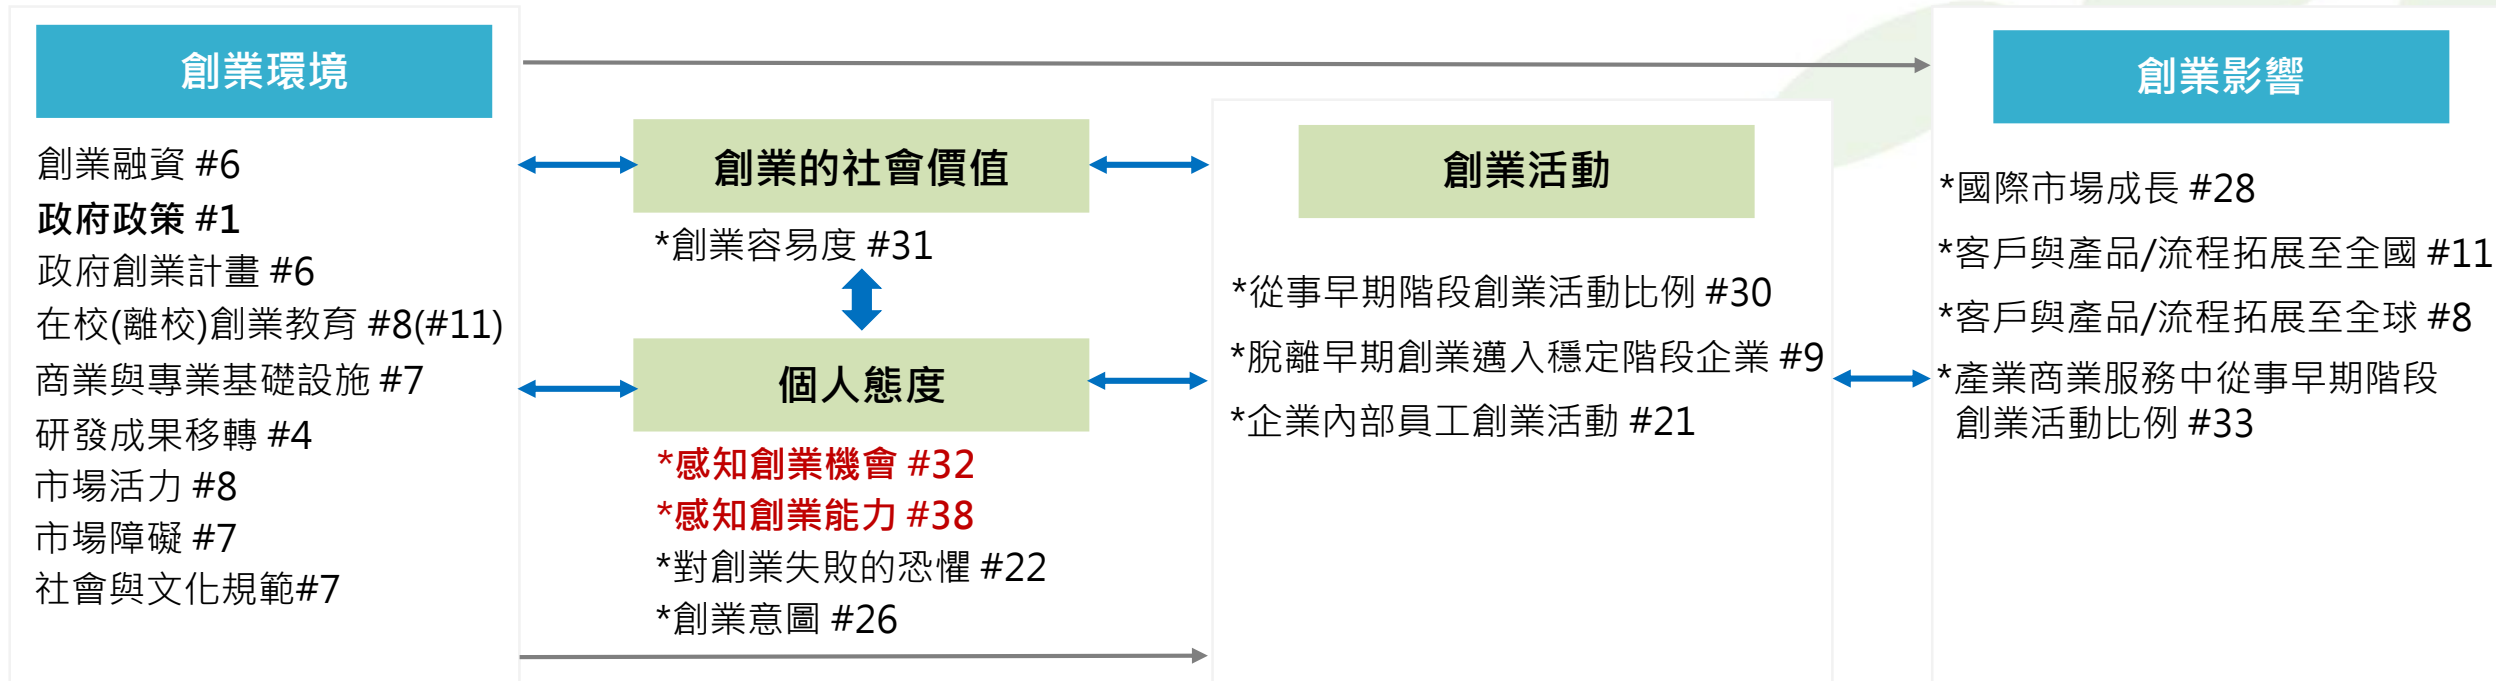 創業環境
創業融資 #6
政府政策 #1
政府創業計畫 #6
在校(離校)創業教育 #8(#11)
商業與專業基礎設施 #7
研發成果移轉 #4
市場活力 #8
市場障礙 #7
社會與文化規範#7
創業的社會價值
*創業容易度 #31
個人態度
*感知創業機會 #32
*感知創業能力 #38
*對創業失敗的恐懼 #22
*創業意圖 #26
創業活動
*從事早期階段創業活動比例 #30
*脫離早期創業邁入穩定階段企業 #9
*企業內部員工創業活動 #21
創業影響
*國際市場成長 #28
*客戶與產品/流程拓展至全國 #11
*客戶與產品/流程拓展至全球 #8
*產業商業服務中從事早期階段
創業活動比例 #33